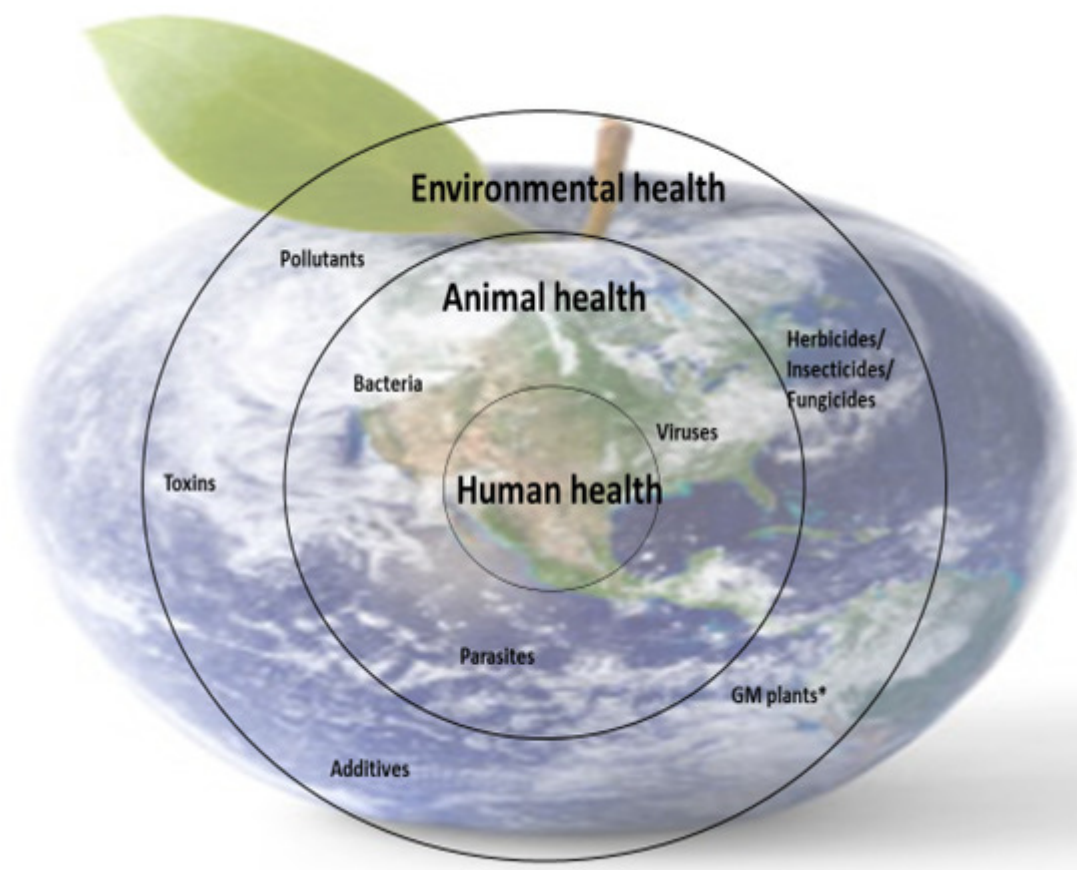 Environmental health
Pollutants
Animal health
Herbicides/
Insecticides/
Fungicides
Bacteria
Viruses
Toxins
Human health
Parasites
GM plants*
Additives